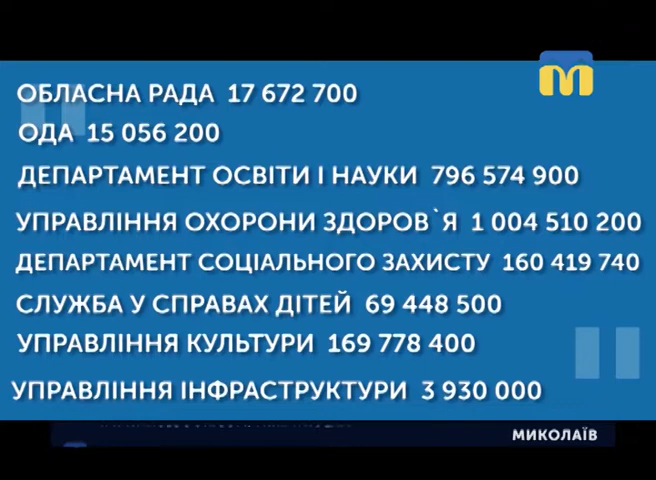 ОБЛАСНА РАДА 17 672 700
ОДА 15 056 200
ДЕПАРТАМЕНТ ОСВІТИ І НАУКИ 796 574 900
УПРАВЛІННЯ ОХОРОНИ ЗДОРОВ`Я 1 004 510 200
ДЕПАРТАМЕНТ СОЦІАЛЬНОГО ЗАХИСТУ 160 419 740
СЛУЖБА У СПРАВАХ ДІТЕЙ 69 448 500
УПРАВЛІННЯ КУЛЬТУРИ 169 778 400
УПРАВЛІННЯ ІНФРАСТРУКТУРИ 3 930 000
МИКОЛАЇВ